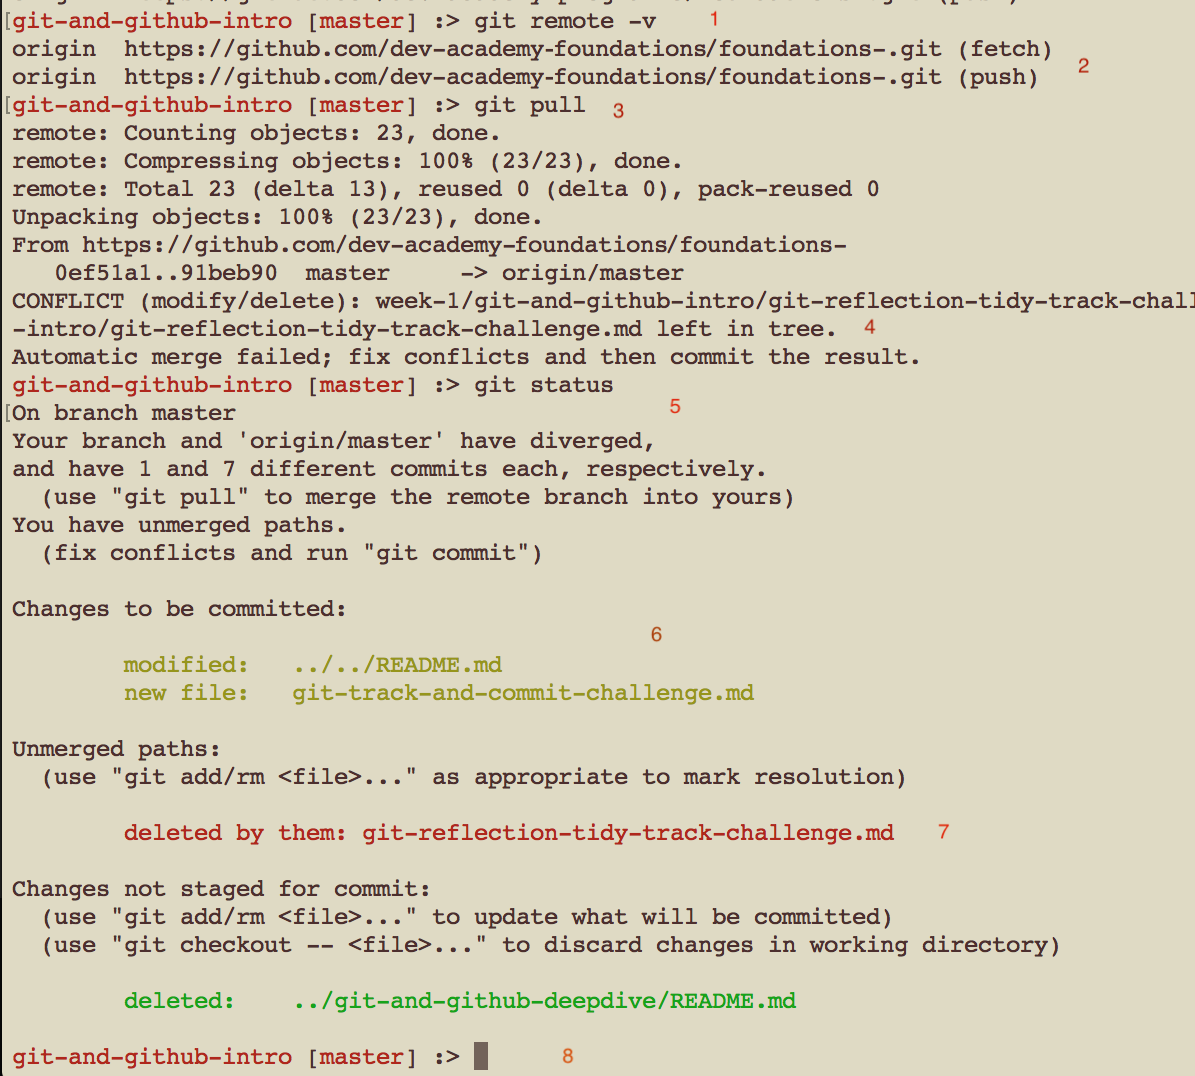 [git-and-github-intro [master] :> git remote -v 1
origin  https://github.com/dev-academy-foundations/foundations-.git (fetch)
origin  https://github.com/dev-academy-foundations/foundations-.git (push) 2
[git-and-github-intro [master] :> git pull 3
remote: Counting objects: 23, done.
remote: Compressing objects: 100% (23/23), done.
remote: Total 23 (delta 13), reused 0 (delta 0), pack-reused 0
Unpacking objects: 100% (23/23), done.
From https://github.com/dev-academy-foundations/foundations-
   0ef51a1..91beb90  master     -> origin/master
CONFLICT (modify/delete): week-1/git-and-github-intro/git-reflection-tidy-track-chall
-intro/git-reflection-tidy-track-challenge.md left in tree. 4
Automatic merge failed; fix conflicts and then commit the result.
git-and-github-intro [master] :> git status
[On branch master 5
Your branch and 'origin/master' have diverged,
and have 1 and 7 different commits each, respectively.
  (use "git pull" to merge the remote branch into yours)
You have unmerged paths.
  (fix conflicts and run "git commit")
Changes to be committed:
6
modified:   ../../README.md
new file:   git-track-and-commit-challenge.md
Unmerged paths:
  (use "git add/rm <file>..." as appropriate to mark resolution)
deleted by them: git-reflection-tidy-track-challenge.md 7
Changes not staged for commit:
  (use "git add/rm <file>..." to update what will be committed)
  (use "git checkout -- <file>..." to discard changes in working directory)
deleted:    ../git-and-github-deepdive/README.md
git-and-github-intro [master] :> 8